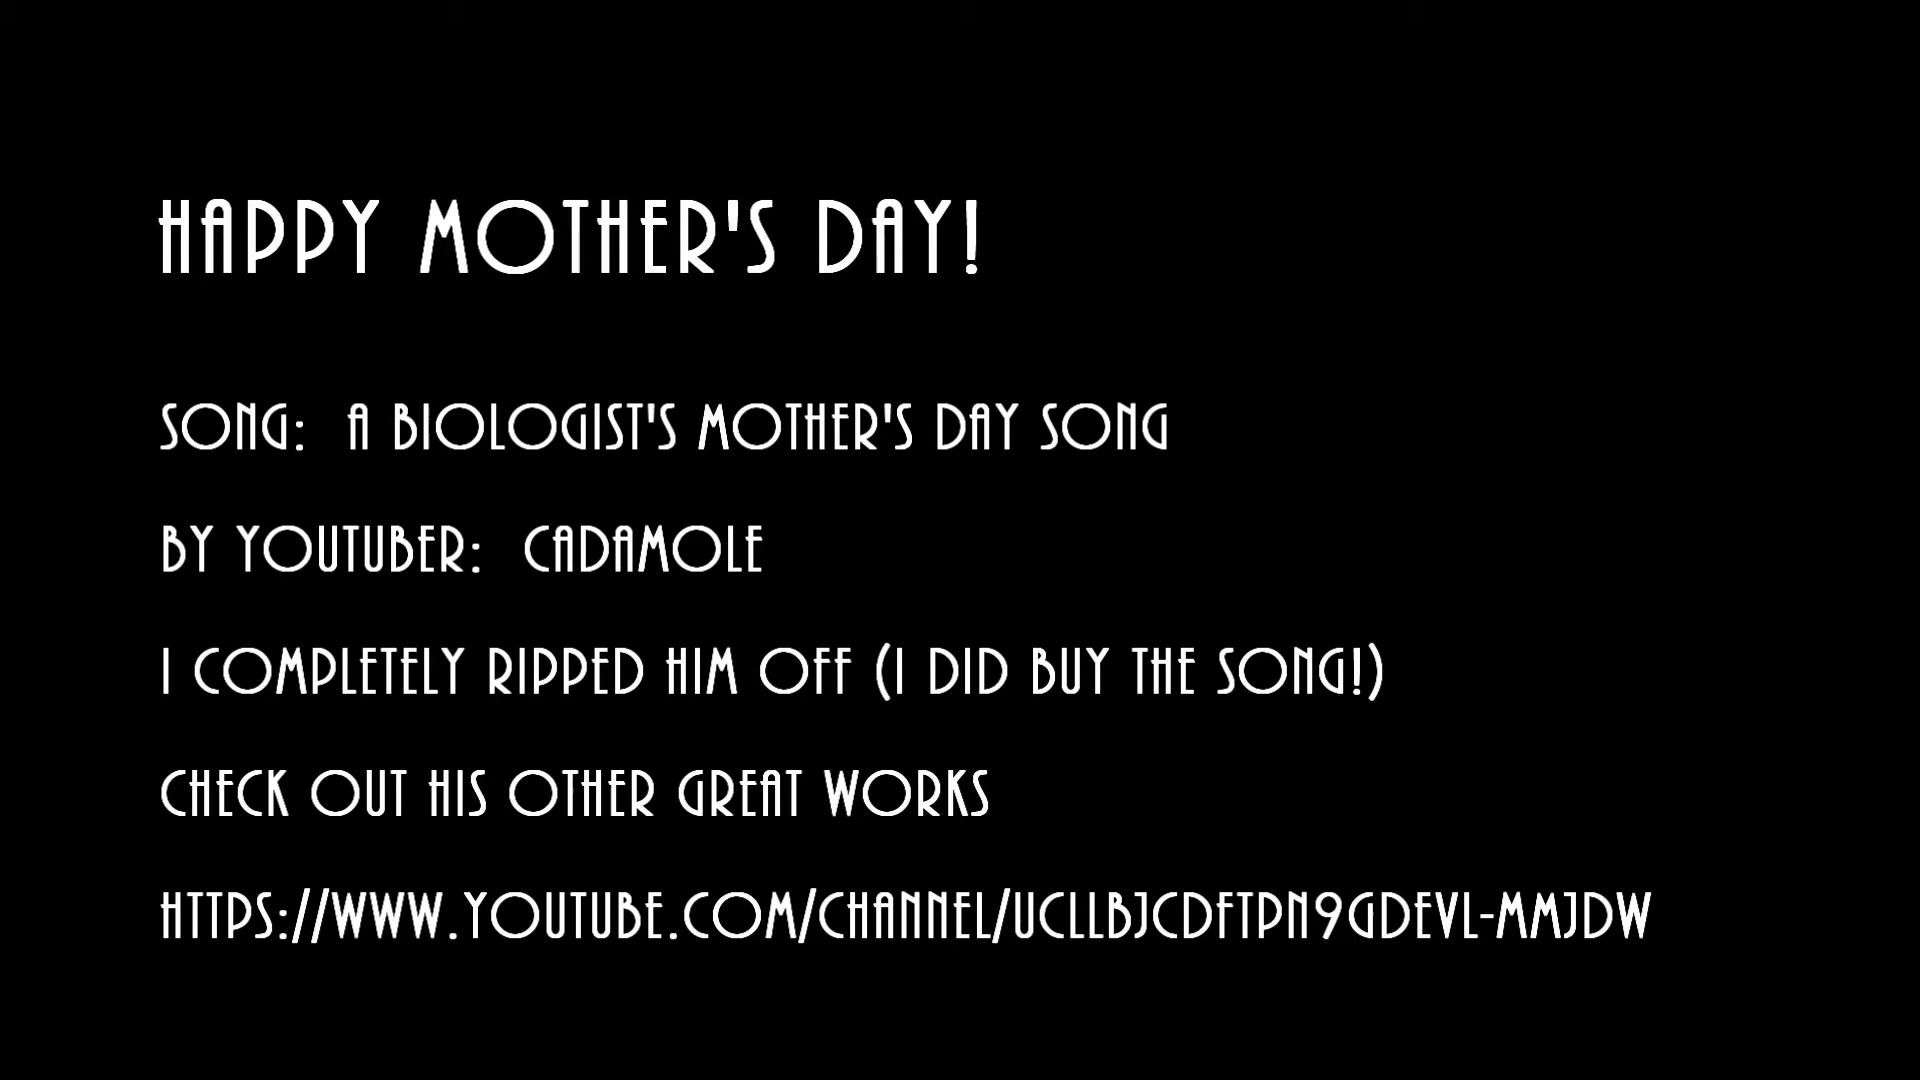 HAPPY MOTHER'S DAY!
SONG: A BIOLOGIST'S MOTHER'S DAY SONG
BY YOUTUBER: CADAMOLE
I COMPLETELY RIPPED HIM OFF (I DID BUY THE SONG!)
CHECK OUT HIS OTHER GREAT WORKS
HTTPS://WWW.YOUTUBE.COM/CHANNEL/UCLLBJCDFTPN9GDEVL-MMJDW